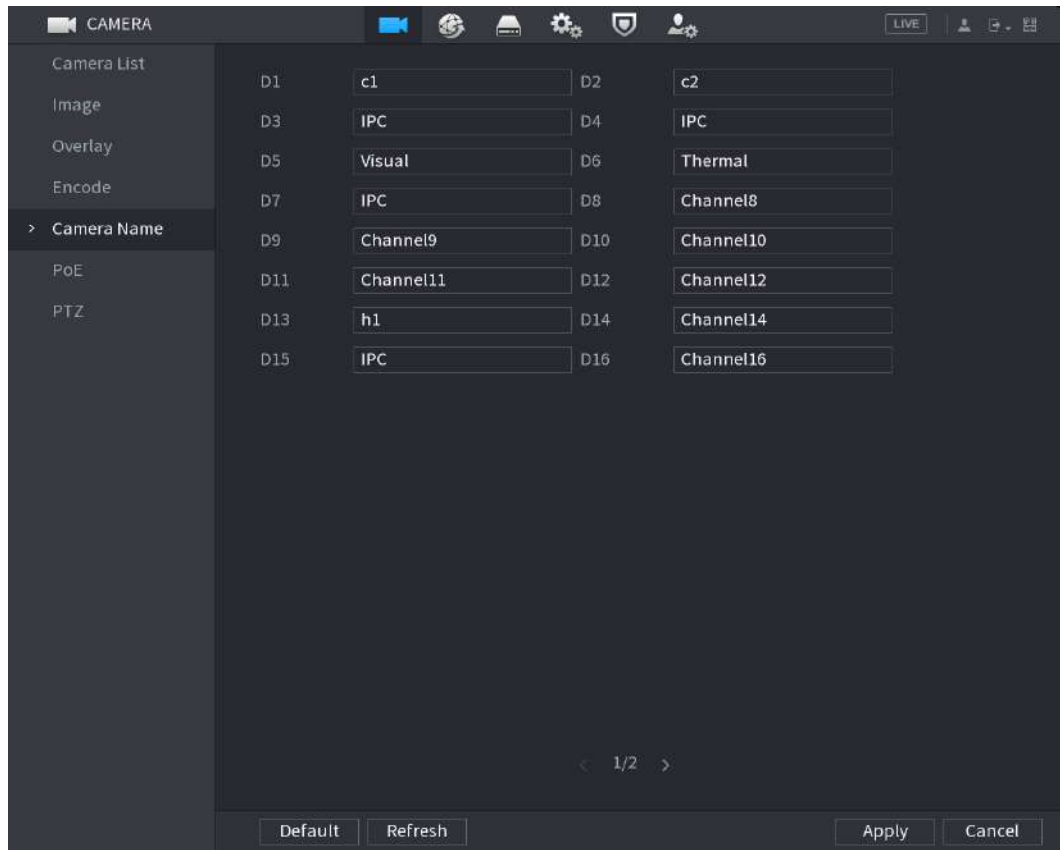 CAMERA LIVE
Camera List
Image
Overlay
Encode
> Camera Name
PoE
PTZ
D1 c1 D2 c2
D3 IPC D4 IPC
D5 Visual D6 Thermal
D7 IPC D8 Channel8
D9 Channel9 D10 Channel10
D11 Channel11 D12 Channel12
D13 h1 D14 Channel14
D15 IPC D16 Channel16
< 1/2 >
Default Refresh Apply Cancel